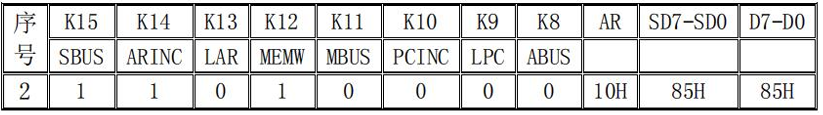 序号 K15 K14 K13 K12 K11 K10 K9 K8 AR SD7-SD0 D7-D0
SBUS ARINC LAR MEMW MBUS PCINC LPC ABUS
2 1 1 0 1 0 0 0 0 10H 85H 85H